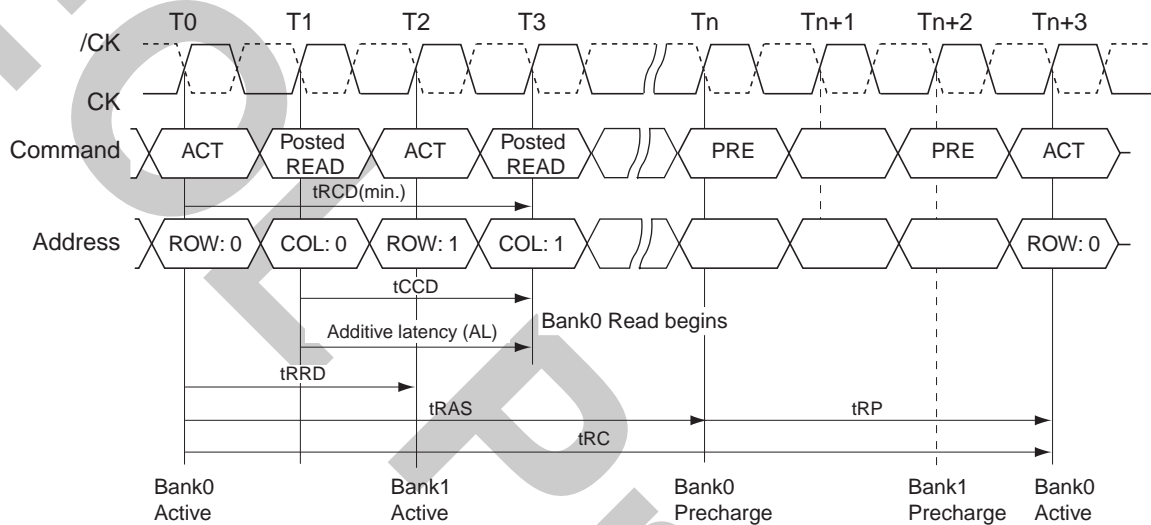 T0 T1 T2 T3 Tn Tn+1 Tn+2 Tn+3
/CK
CK
Command ACT Posted READ ACT Posted READ PRE PRE ACT
tRCD(min.)
Address ROW: 0 COL: 0 ROW: 1 COL: 1 ROW: 0
tCCD
Bank0 Read begins
Additive latency (AL)
tRRD
tRAS tRP
tRC
Bank0 Active Bank1 Active Bank0 Precharge Bank1 Precharge Bank0 Active